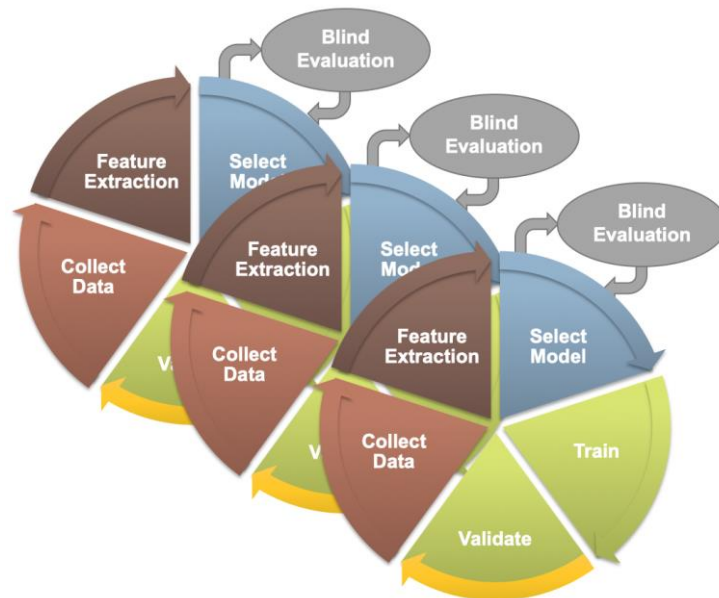 Blind
Evaluation
Feature
Extraction
Select
Collect
Data
Blind
Evaluation
Feature
Extraction
Select
Collect
Data
Blind
Evaluation
Feature
Extraction
Select
Model
Collect
Data
Train
Validate